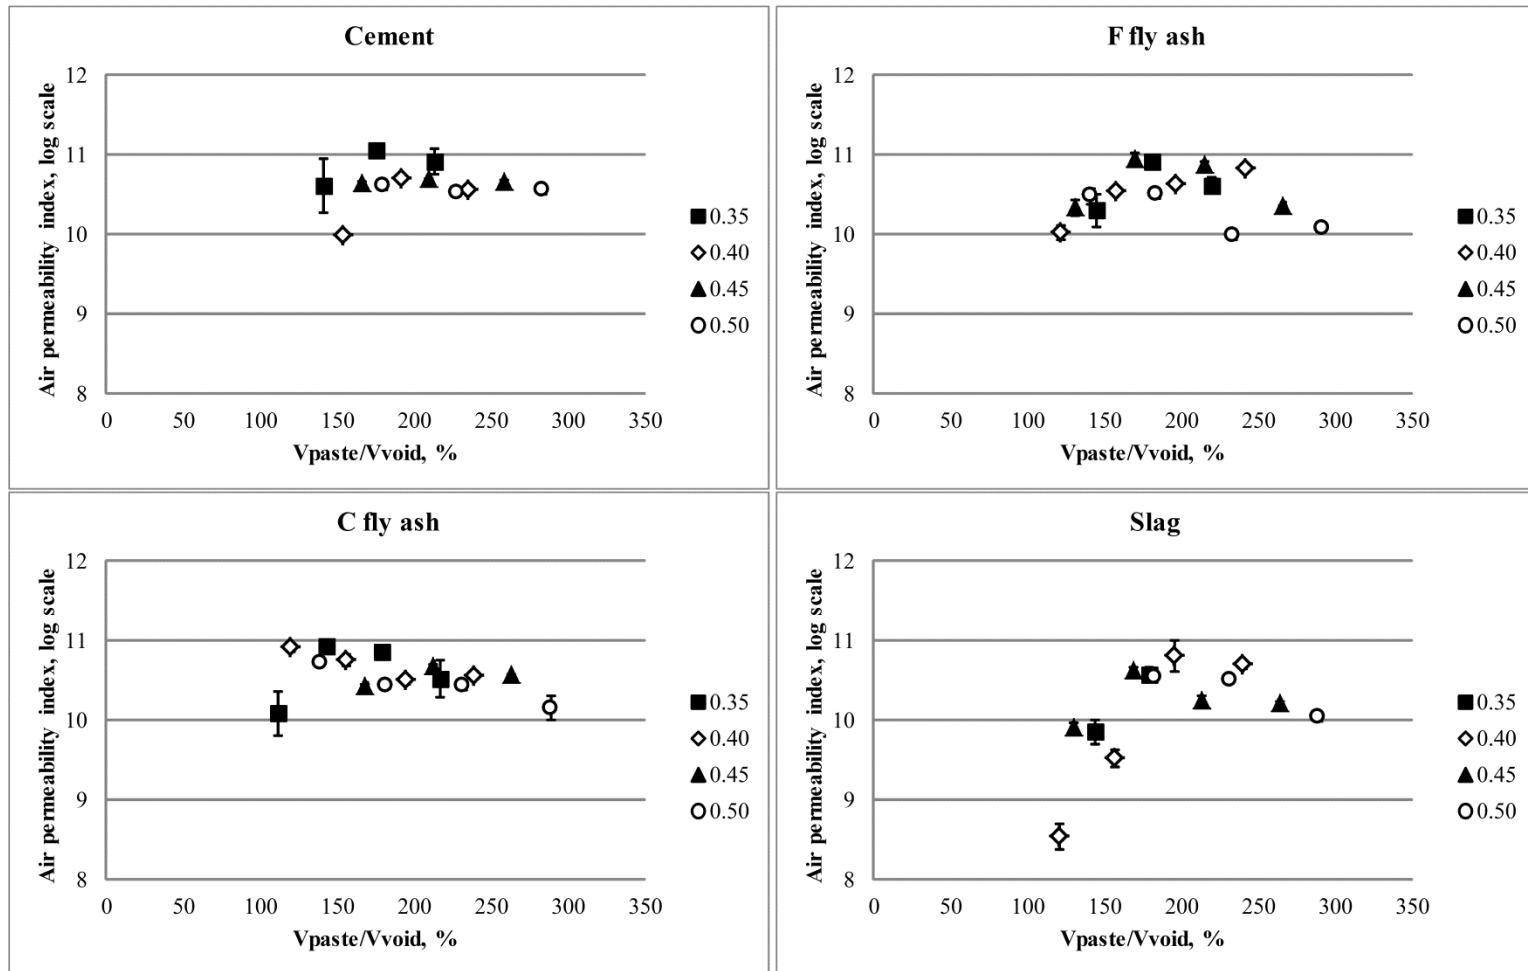 Cement
Air permeability index, log scale
12
11
10
9
8
0 50 100 150 200 250 300 350
Vpaste/Vvoid, %
0.35
0.40
0.45
0.50
F fly ash
Air permeability index, log scale
12
11
10
9
8
0 50 100 150 200 250 300 350
Vpaste/Vvoid, %
0.35
0.40
0.45
0.50
C fly ash
Air permeability index, log scale
12
11
10
9
8
0 50 100 150 200 250 300 350
Vpaste/Vvoid, %
0.35
0.40
0.45
0.50
Slag
Air permeability index, log scale
12
11
10
9
8
0 50 100 150 200 250 300 350
Vpaste/Vvoid, %
0.35
0.40
0.45
0.50